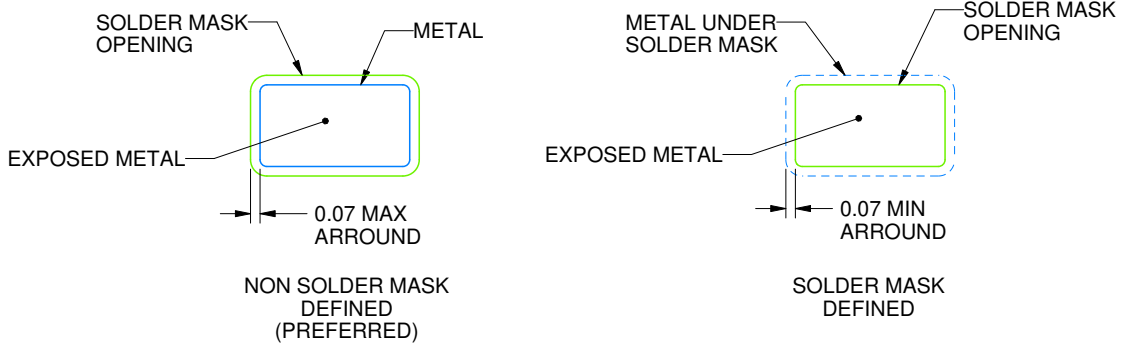 SOLDER MASK
OPENING
METAL
EXPOSED METAL
0.07 MAX
ARROUND
NON SOLDER MASK
DEFINED
(PREFERRED)
METAL UNDER
SOLDER MASK
SOLDER MASK
OPENING
EXPOSED METAL
0.07 MIN
ARROUND
SOLDER MASK
DEFINED